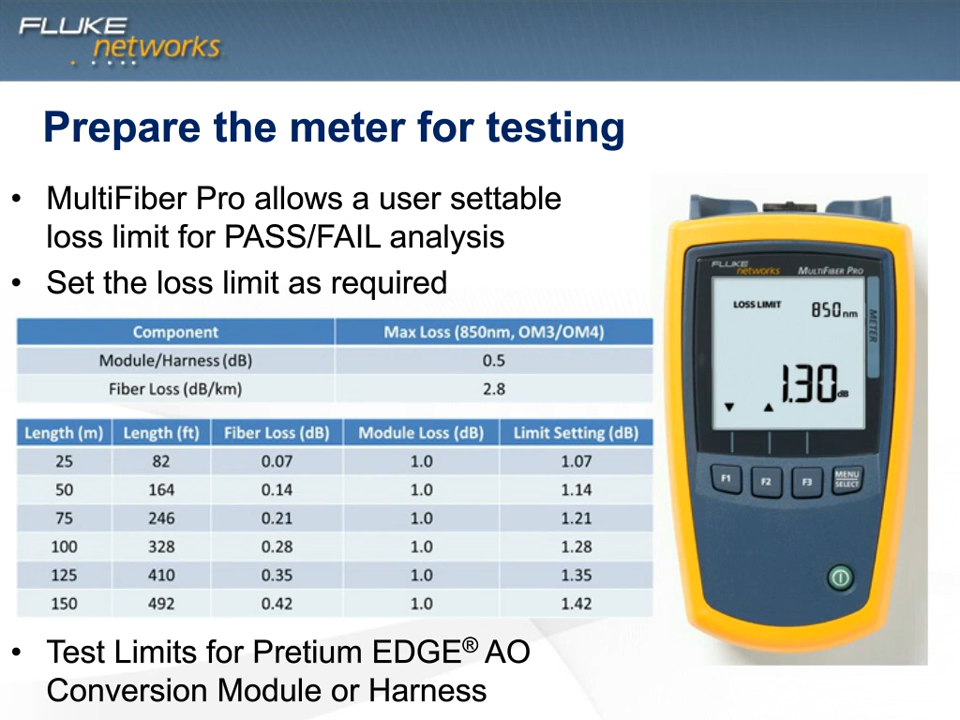 FLUKE
networks
Prepare the meter for testing
• MultiFiber Pro allows a user settable
loss limit for PASS/FAIL analysis
• Set the loss limit as required
Component Max Loss (850nm, OM3/OM4)
Module/Harness (dB) 0.5
Fiber Loss (dB/km) 2.8
Length (m) Length (ft) Fiber Loss (dB) Module Loss (dB) Limit Setting (dB)
25 82 0.07 1.0 1.07
50 164 0.14 1.0 1.14
75 246 0.21 1.0 1.21
100 328 0.28 1.0 1.28
125 410 0.35 1.0 1.35
150 492 0.42 1.0 1.42
• Test Limits for Pretium EDGE® AO
Conversion Module or Harness
FLUKE
networks MULTIFIBER PRO
LOSS LIMIT 850nm
METER
1.30dB
F1 F2 F3 MENU
SELECT